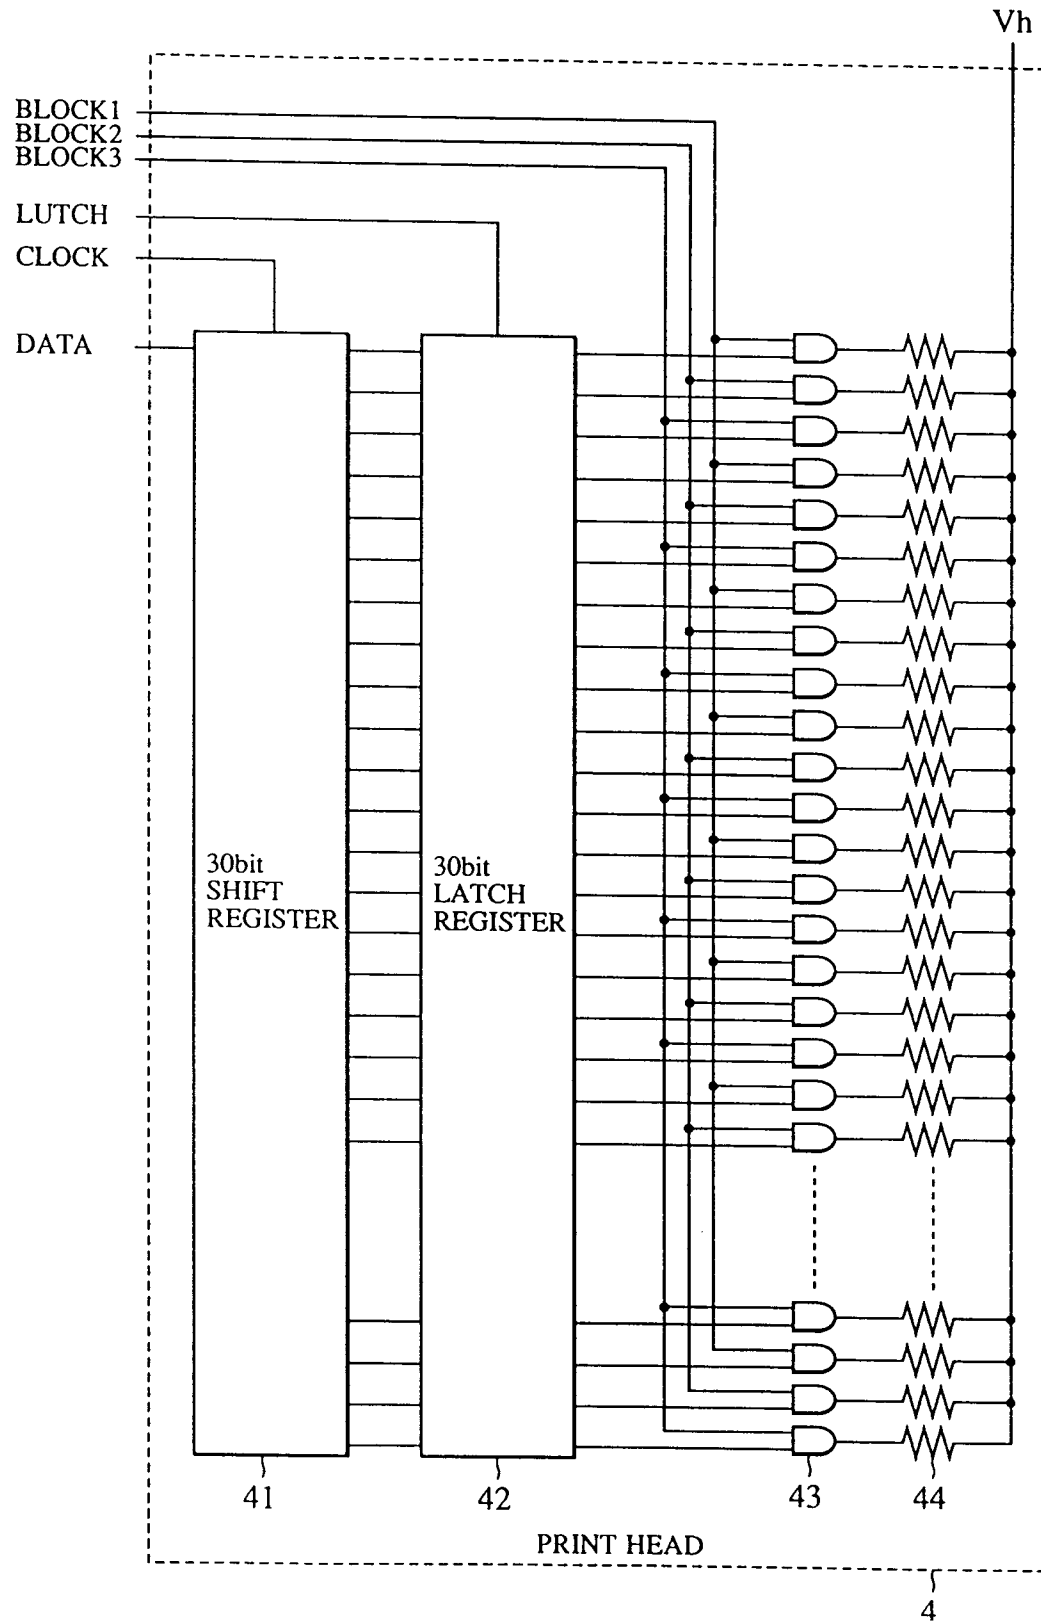 Vh
BLOCK1
BLOCK2
BLOCK3
LUTCH
CLOCK
DATA
30bit
SHIFT
REGISTER
30bit
LATCH
REGISTER
41
42
43
44
PRINT HEAD
4